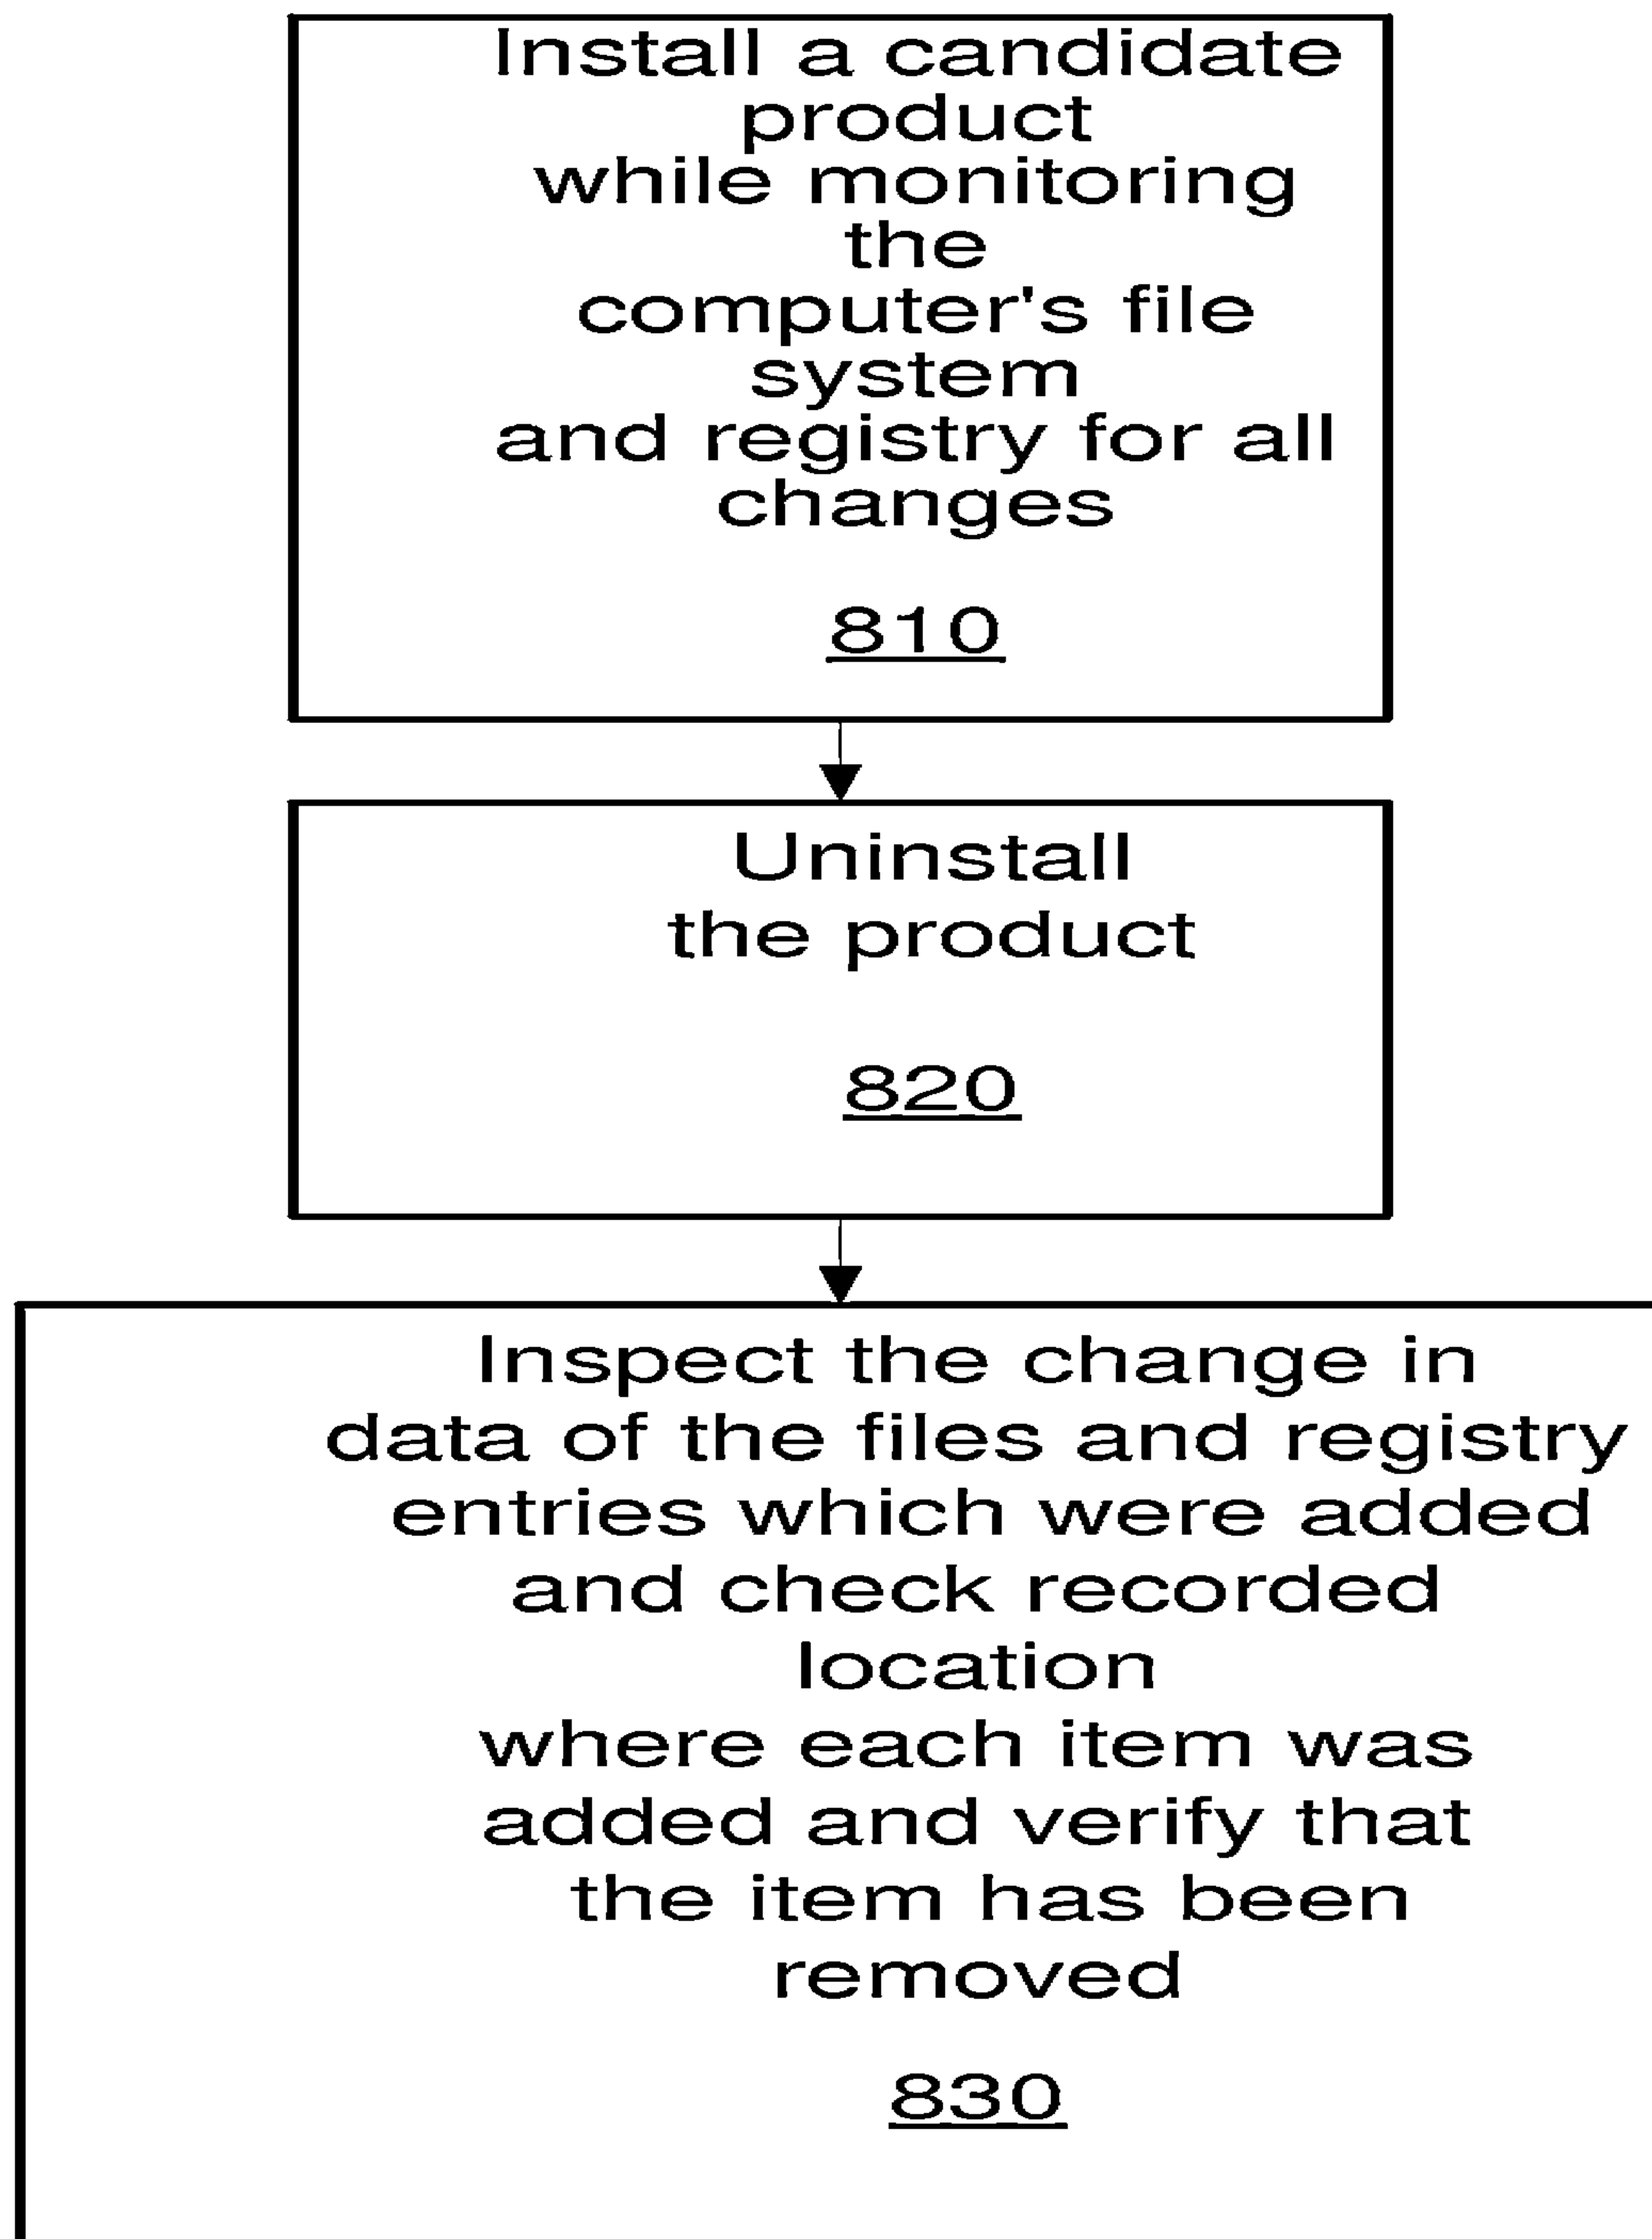 Install a candidate
product
while monitoring
the
computer's file
system
and registry for all
changes
810
Uninstall
the product
820
Inspect the change in
data of the files and registry
entries which were added
and check recorded
location
where each item was
added and verify that
the item has been
removed
830